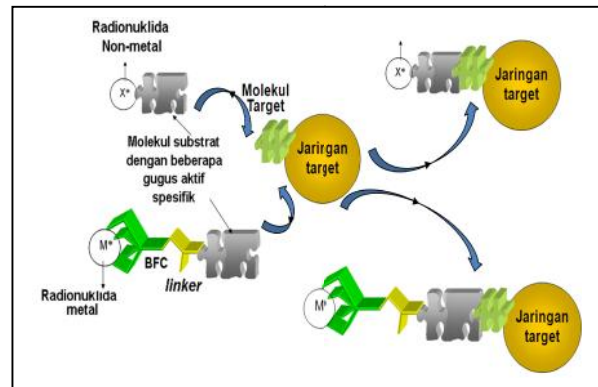 Radionuklida
Non-metal
X*
Molekul
Target
Jarirgan
target
Molekul substrat
dengan beberapa
gugus aktif
spesifik
M*
BFC
linker
Radionuklida
metal
X*
Jaringan
target
M*
Jaringan
target